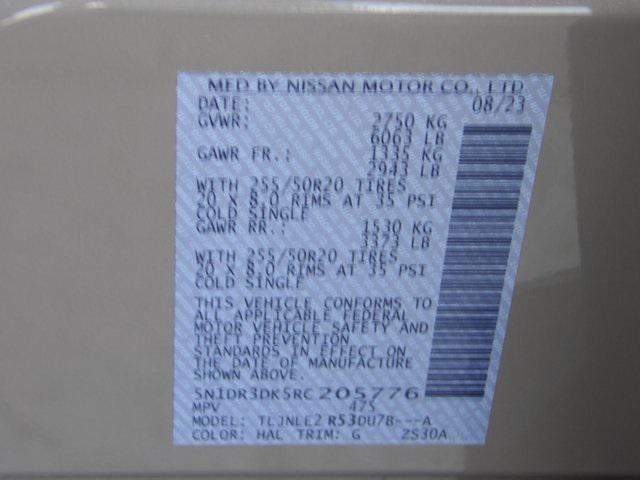 MFD BY NISSAN MOTOR CO., LTD
DATE: 08/23
GVWR: 2750 KG
6063 LB
GAWR FR.: 1335 KG
2943 LB
WITH 255/50R20 TIRES
20 X 8.0 RIMS AT 35 PSI
COLD SINGLE
GAWR RR.: 1530 KG
3373 LB
WITH 255/50R20 TIRES
20 X 8.0 RIMS AT 35 PSI
COLD SINGLE
THIS VEHICLE CONFORMS TO
ALL APPLICABLE FEDERAL
MOTOR VEHICLE SAFETY AND
THEFT PREVENTION
STANDARDS IN EFFECT ON
THE DATE OF MANUFACTURE
SHOWN ABOVE.
5N1DR3DK5RC205776
MPV 475
MODEL: TLJNLE2 R53DU7B---A
COLOR: HAL TRIM: G ZS30A